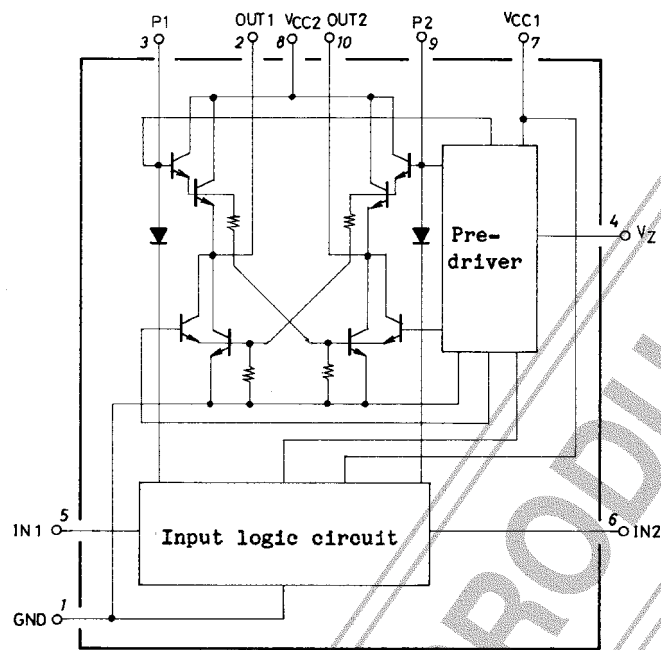 P1 OUT1 VCC2 OUT2 P2 VCC1
3 2 8 10 9 7
4
Pre-
driver
VZ
5
IN1
Input logic circuit
6
IN2
1
GND